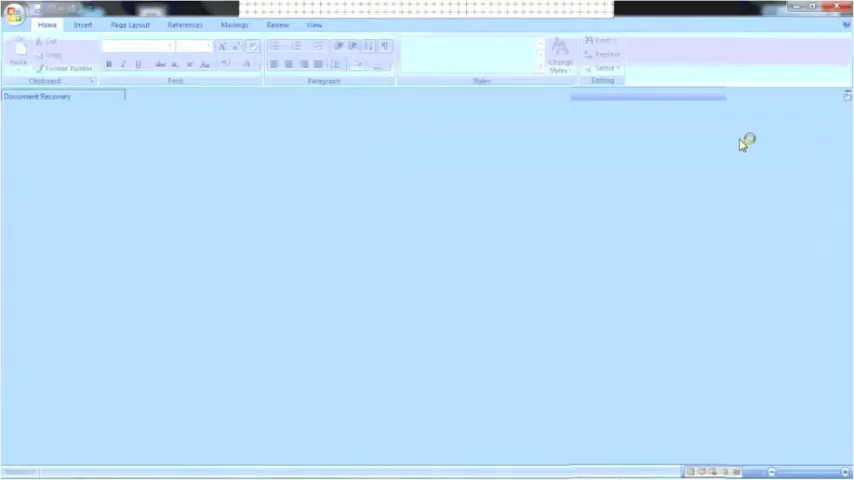 Home Insert Page Layout References Mailings Review View
Cut
Copy
Paste
Format Painter
Clipboard
Font
Paragraph
Change
Styles
Styles
Find
Replace
Select
Editing
Document Recovery